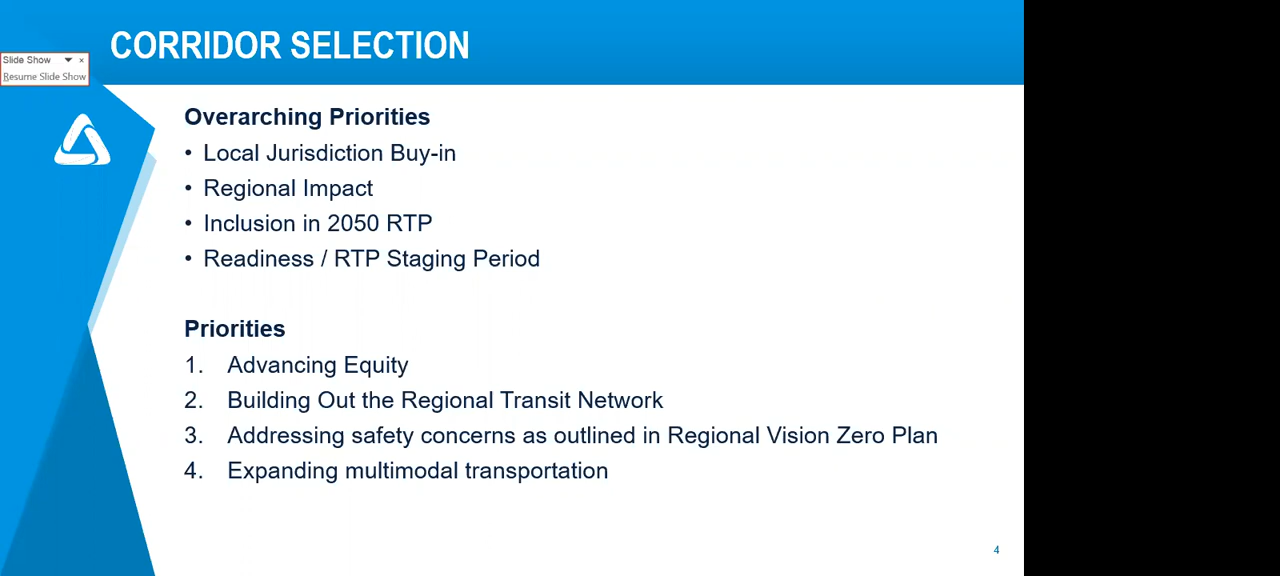 CORRIDOR SELECTION
Slide Show
Resume Slide Show
Overarching Priorities
• Local Jurisdiction Buy-in
• Regional Impact
• Inclusion in 2050 RTP
• Readiness / RTP Staging Period
Priorities
1. Advancing Equity
2. Building Out the Regional Transit Network
3. Addressing safety concerns as outlined in Regional Vision Zero Plan
4. Expanding multimodal transportation
4